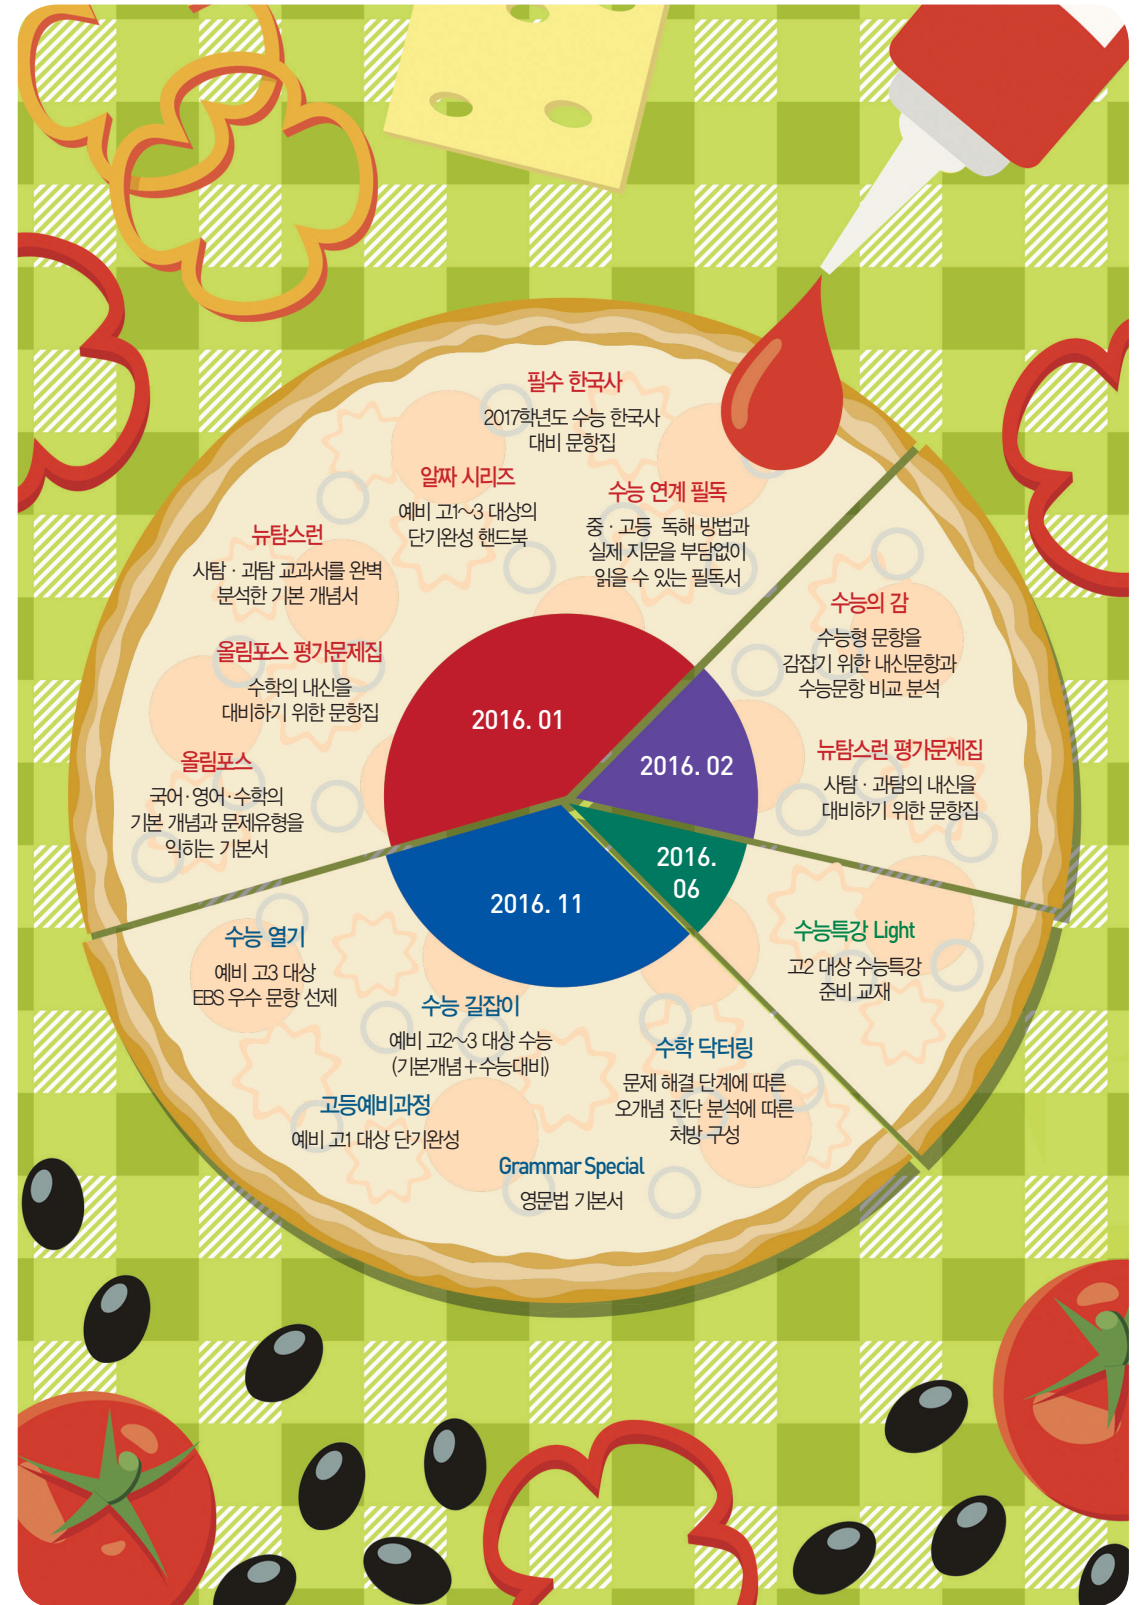 필수 한국사
2017학년도 수능 한국사
대비 문항집
알짜 시리즈
예비 고1~3 대상의
단기완성 핸드북
수능 연계 필독
중·고등 독해 방법과
실제 지문을 부담없이
읽을 수 있는 필독서
뉴탐스런
사탐·과탐 교과서를 완벽
분석한 기본 개념서
올림포스 평가문제집
수학의 내신을
대비하기 위한 문항집
올림포스
국어·영어·수학의
기본 개념과 문제유형을
익히는 기본서
2016. 01
수능의 감
수능형 문항을
감잡기 위한 내신문항과
수능문항 비교 분석
뉴탐스런 평가문제집
사탐·과탐의 내신을
대비하기 위한 문항집
2016. 02
2016.
06
수능특강 Light
고2 대상 수능특강
준비 교재
2016. 11
수능 열기
예비 고3 대상
EBS 우수 문항 선제
수능 길잡이
예비 고2~3 대상 수능
(기본개념+수능대비)
수학 닥터링
문제 해결 단계에 따른
오개념 진단 분석에 따른
처방 구성
고등예비과정
예비 고1 대상 단기완성
Grammar Special
영문법 기본서